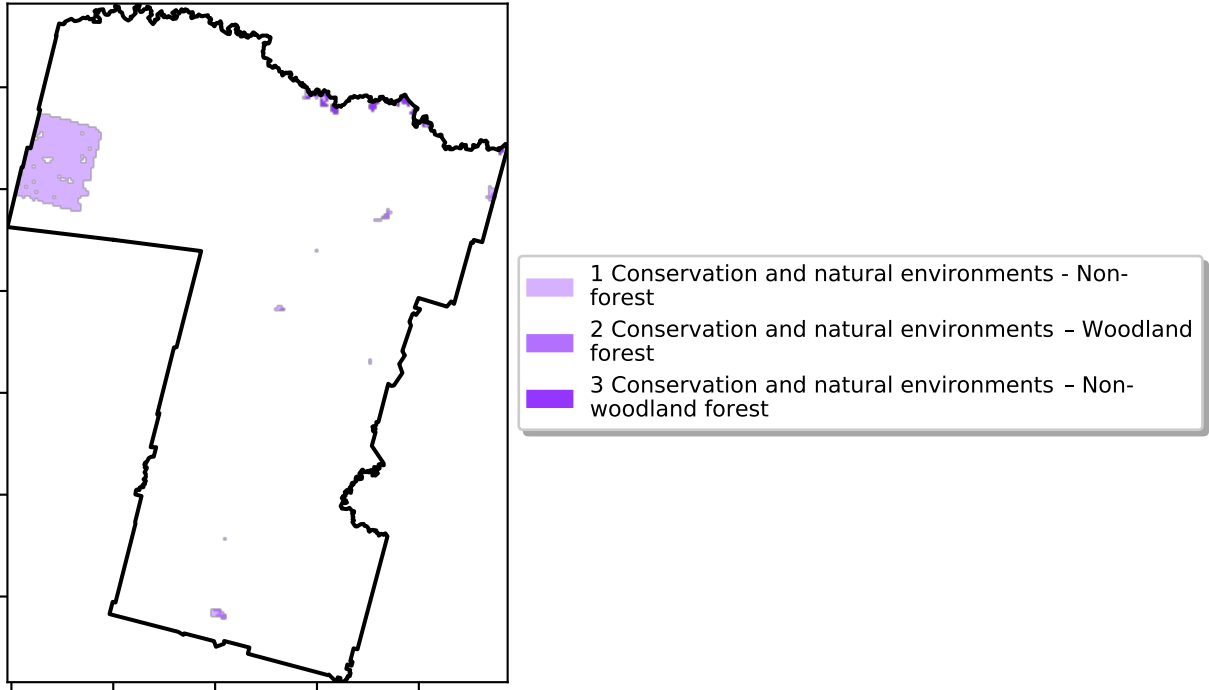 1 Conservation and natural environments - Non-
forest
2 Conservation and natural environments – Woodland
forest
3 Conservation and natural environments – Non-
woodland forest